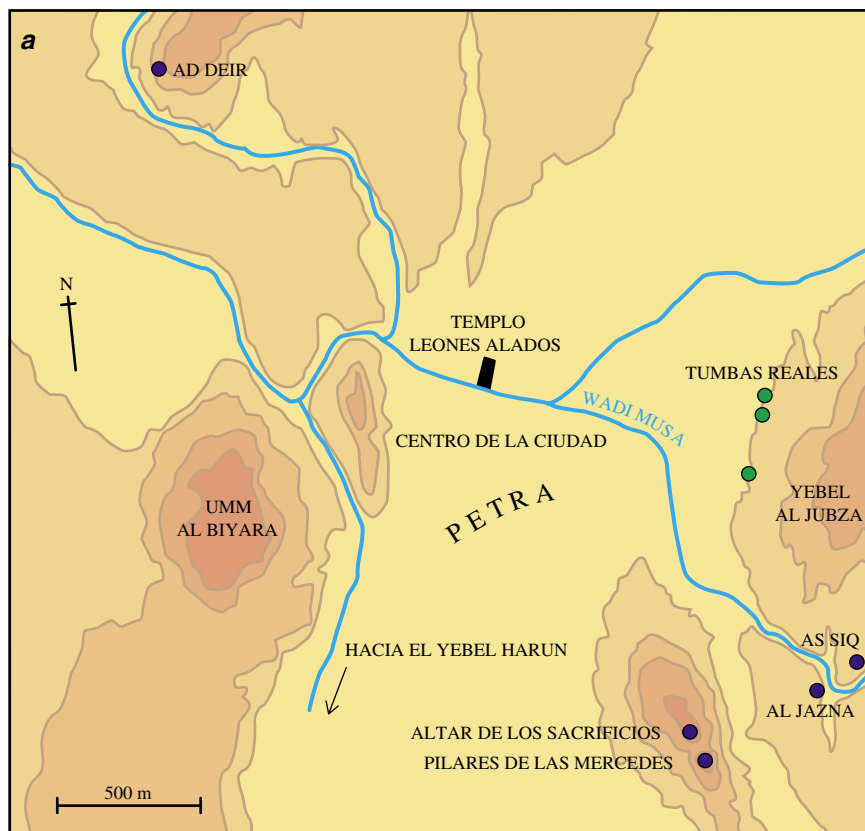 a
AD DEIR
N
TEMPLO
LEONES ALADOS
TUMBAS REALES
WADI MUSA
CENTRO DE LA CIUDAD
UMM
AL BIYARA
PETRA
YEBEL
AL JUBZA
HACIA EL YEBEL HARUN
AS SIQ
AL JAZNA
ALTAR DE LOS SACRIFICIOS
PILARES DE LAS MERCEDES
500 m